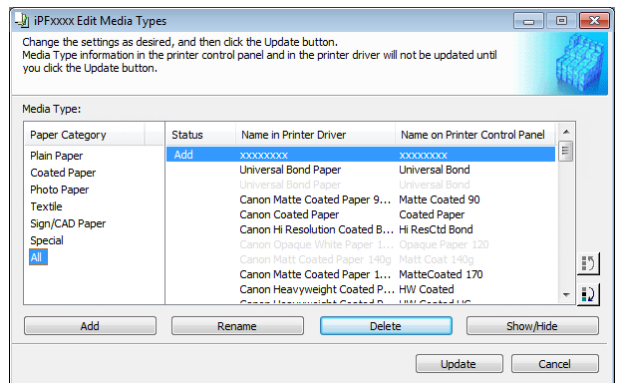 iPFxxxx Edit Media Types
Change the settings as desired, and then click the Update button.
Media Type information in the printer control panel and in the printer driver will not be updated until
you click the Update button.
Media Type:
Paper Category Status Name in Printer Driver Name on Printer Control Panel
Plain Paper Add xxxxxxxx xxxxxxxx
Coated Paper Universal Bond Paper Universal Bond
Photo Paper Universal Bond Paper Universal Bond
Textile Canon Matte Coated Paper 9... Matte Coated 90
Sign/CAD Paper Canon Coated Paper Coated Paper
Special Canon Hi Resolution Coated B... Hi ResCtd Bond
All Canon Opaque White Paper 1... Opaque Paper 120
Canon Matt Coated Paper 140g Matt Coat 140g
Canon Matte Coated Paper 1... MatteCoated 170
Canon Heavyweight Coated P... HW Coated
Canon Heavyweight Coated P... HW Coated HG
Add Rename Delete Show/Hide
Update Cancel